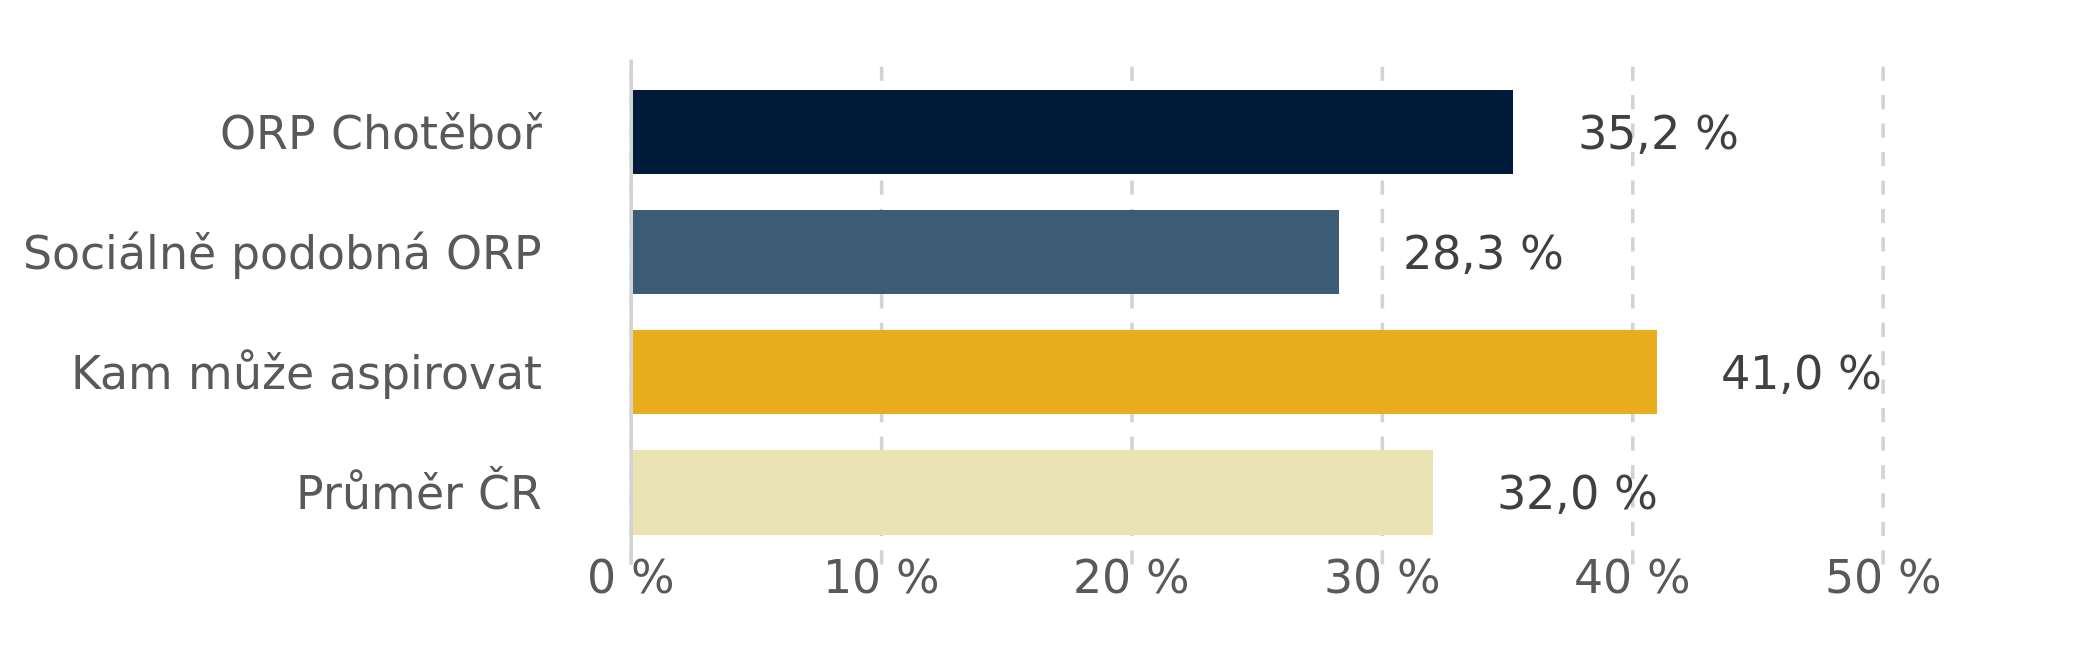 ORP Chotěboř
35,2 %
Sociálně podobná ORP
28,3 %
Kam může aspirovat
41,0 %
Průměr ČR
32,0 %
0 % 10 % 20 % 30 % 40 % 50 %